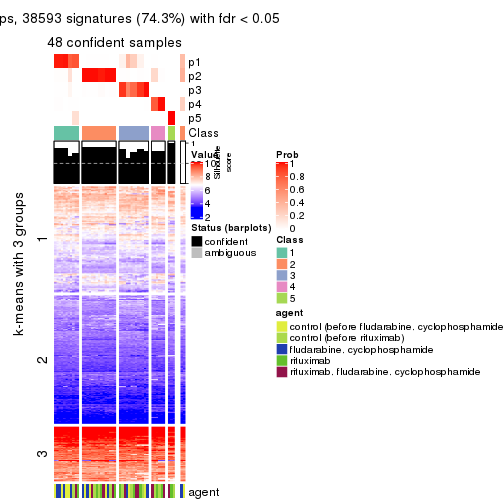 ps, 38593 signatures (74.3%) with fdr < 0.05
48 confident samples
p1
p2
p3
p4
p5
Class
1
Silhouette
score
Value
10
8
6
4
2
Prob
1
0.8
0.6
0.4
0.2
0
Status (barplots)
confident
ambiguous
Class
1
2
3
4
5
agent
control (before fludarabine, cyclophosphamide
control (before rituximab)
fludarabine, cyclophosphamide
rituximab
rituximab, fludarabine, cyclophosphamide
k-means with 3 groups
1
2
3
agent